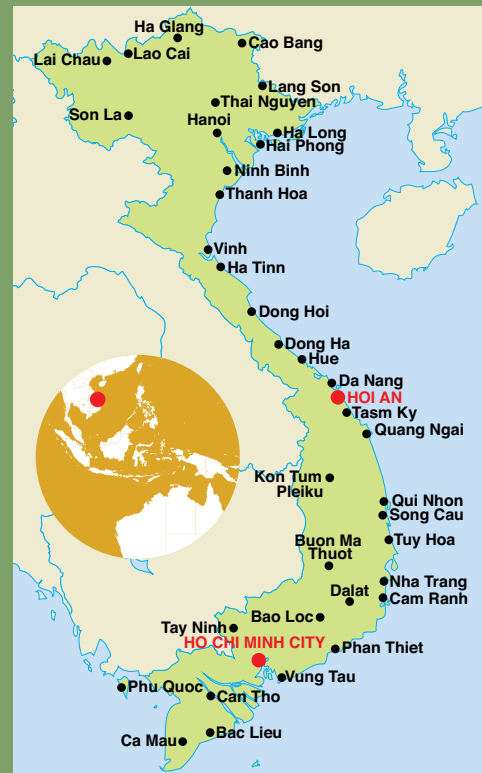 Ha Glang
Cao Bang
Lao Cai
Lai Chau
Lang Son
Thai Nguyen
Son La
Hanoi
Ha Long
Hai Phong
Ninh Binh
Thanh Hoa
Vinh
Ha Tinn
Dong Hoi
Dong Ha
Hue
Da Nang
HOI AN
Tasm Ky
Quang Ngai
Kon Tum
Pleiku
Qui Nhon
Song Cau
Tuy Hoa
Buon Ma
Thuot
Nha Trang
Dalat
Cam Ranh
Bao Loc
Tay Ninh
HO CHI MINH CITY
Phan Thiet
Vung Tau
Phu Quoc
Can Tho
Bac Lieu
Ca Mau